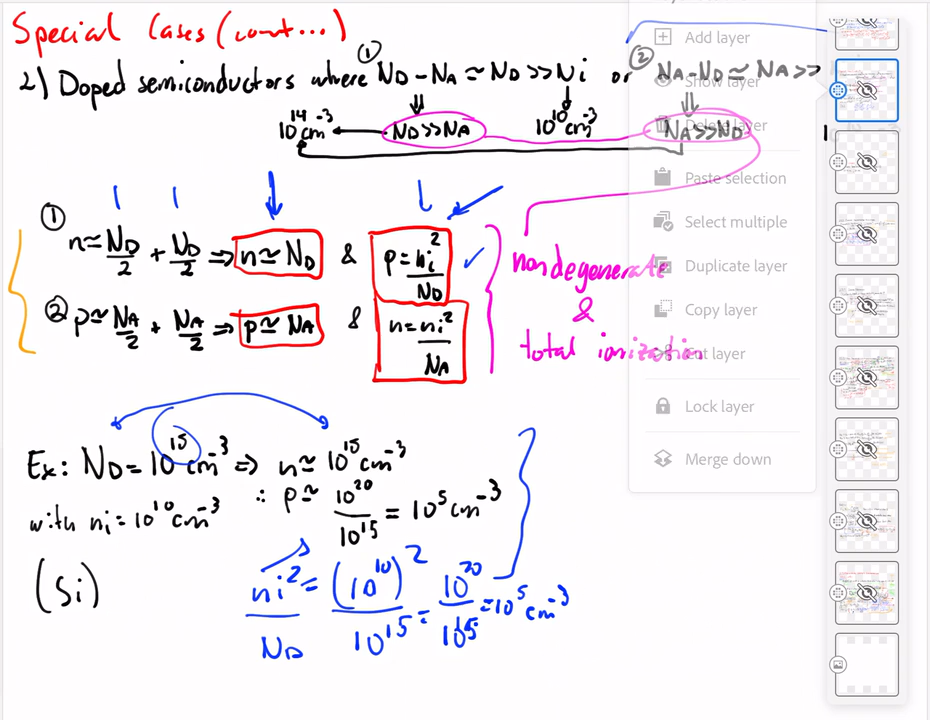 Special Cases (cont...)
2) Doped semiconductors where ① ND - NA ≃ ND >> Ni or ② NA - ND ≃ NA >>
⇓ ↓ ⇓
10^14 cm^-3 ← ND >> NA 10^10 cm^-3 NA >> ND
① n ≃ ND/2 + ND/2 ⇒ n ≃ ND & p = ni^2/ND ✓
② p ≃ NA/2 + NA/2 ⇒ p ≃ NA & n = ni^2/NA
nondegenerate
&
total ionization
Ex: ND = 10^15 cm^-3 ⇒ n ≃ 10^15 cm^-3
with ni = 10^10 cm^-3 ∴ p ≃ 10^20/10^15 = 10^5 cm^-3
(Si)
ni^2/ND = (10^10)^2/10^15 = 10^20/10^15 = 10^5 cm^-3
Add layer
Show layer
Delete layer
Paste selection
Select multiple
Duplicate layer
Copy layer
Cut layer
Lock layer
Merge down